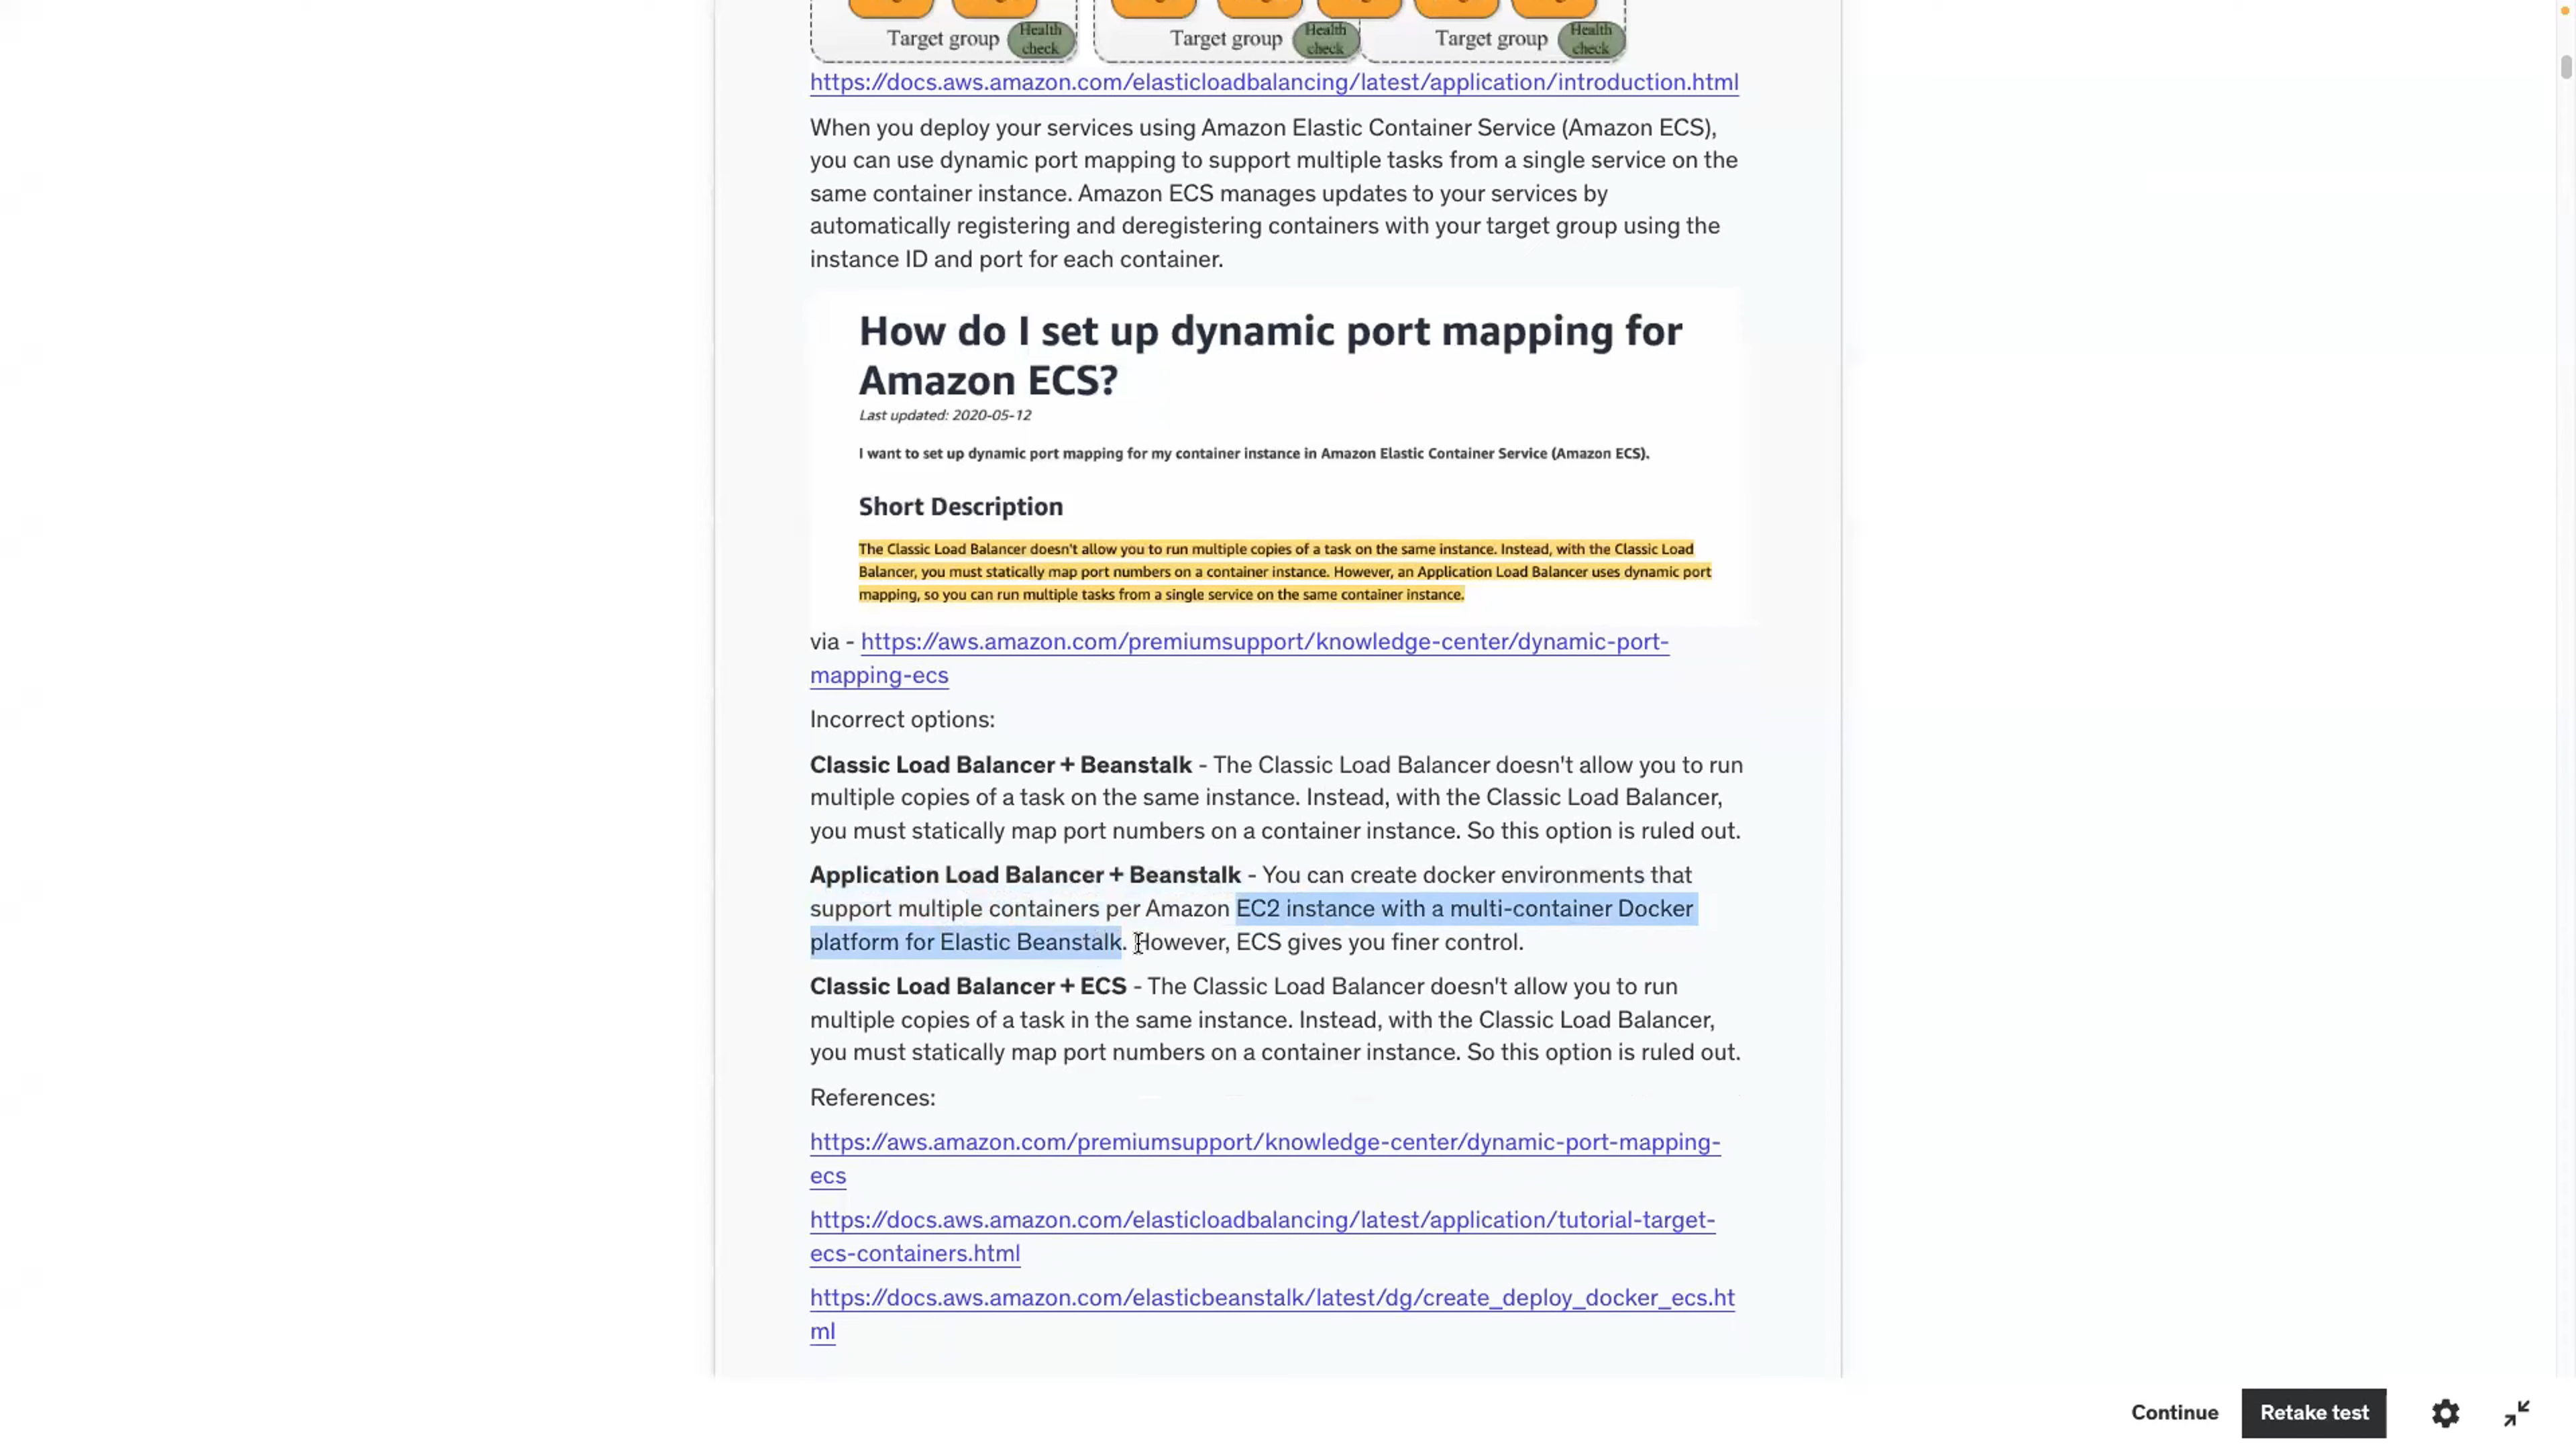 Target group Health check Target group Health check Target group Health check
https://docs.aws.amazon.com/elasticloadbalancing/latest/application/introduction.html
When you deploy your services using Amazon Elastic Container Service (Amazon ECS),
you can use dynamic port mapping to support multiple tasks from a single service on the
same container instance. Amazon ECS manages updates to your services by
automatically registering and deregistering containers with your target group using the
instance ID and port for each container.
How do I set up dynamic port mapping for
Amazon ECS?
Last updated: 2020-05-12
I want to set up dynamic port mapping for my container instance in Amazon Elastic Container Service (Amazon ECS).
Short Description
The Classic Load Balancer doesn't allow you to run multiple copies of a task on the same instance. Instead, with the Classic Load
Balancer, you must statically map port numbers on a container instance. However, an Application Load Balancer uses dynamic port
mapping, so you can run multiple tasks from a single service on the same container instance.
via - https://aws.amazon.com/premiumsupport/knowledge-center/dynamic-port-
mapping-ecs
Incorrect options:
Classic Load Balancer + Beanstalk - The Classic Load Balancer doesn't allow you to run
multiple copies of a task on the same instance. Instead, with the Classic Load Balancer,
you must statically map port numbers on a container instance. So this option is ruled out.
Application Load Balancer + Beanstalk - You can create docker environments that
support multiple containers per Amazon EC2 instance with a multi-container Docker
platform for Elastic Beanstalk. However, ECS gives you finer control.
Classic Load Balancer + ECS - The Classic Load Balancer doesn't allow you to run
multiple copies of a task in the same instance. Instead, with the Classic Load Balancer,
you must statically map port numbers on a container instance. So this option is ruled out.
References:
https://aws.amazon.com/premiumsupport/knowledge-center/dynamic-port-mapping-
ecs
https://docs.aws.amazon.com/elasticloadbalancing/latest/application/tutorial-target-
ecs-containers.html
https://docs.aws.amazon.com/elasticbeanstalk/latest/dg/create_deploy_docker_ecs.ht
ml
Continue Retake test